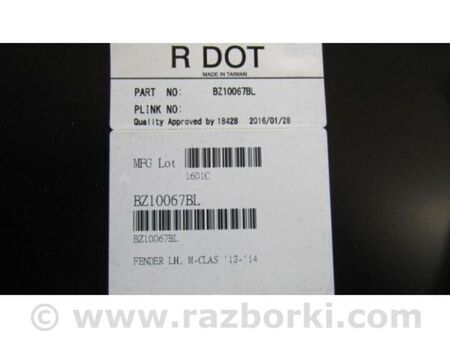 R DOT
MADE IN TAIWAN
PART NO: BZ10067BL
PLINK NO:
Quality Approved by 18428 2016/01/28
MFG Lot
1601C
BZ10067BL
BZ10067BL
FENDER LH, M-CLAS '12-'14
© www.razborki.com